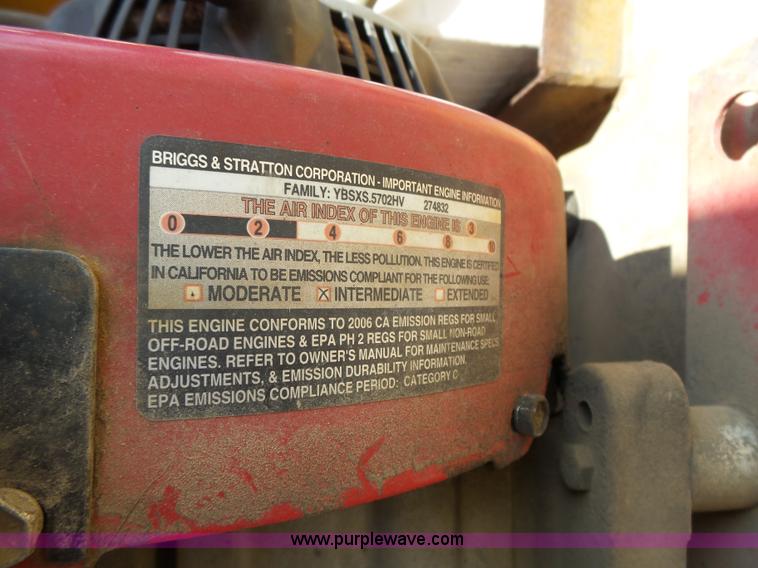 BRIGGS & STRATTON CORPORATION - IMPORTANT ENGINE INFORMATION
FAMILY: YBSXS.5702HV 274832
THE AIR INDEX OF THIS ENGINE IS 3
0 2 4 6 8 10
THE LOWER THE AIR INDEX, THE LESS POLLUTION. THIS ENGINE IS CERTIFIED
IN CALIFORNIA TO BE EMISSIONS COMPLIANT FOR THE FOLLOWING USE:
MODERATE X INTERMEDIATE EXTENDED
THIS ENGINE CONFORMS TO 2006 CA EMISSION REGS FOR SMALL
OFF-ROAD ENGINES & EPA PH 2 REGS FOR SMALL NON-ROAD
ENGINES. REFER TO OWNER'S MANUAL FOR MAINTENANCE SPECS,
ADJUSTMENTS, & EMISSION DURABILITY INFORMATION.
EPA EMISSIONS COMPLIANCE PERIOD: CATEGORY C
www.purplewave.com